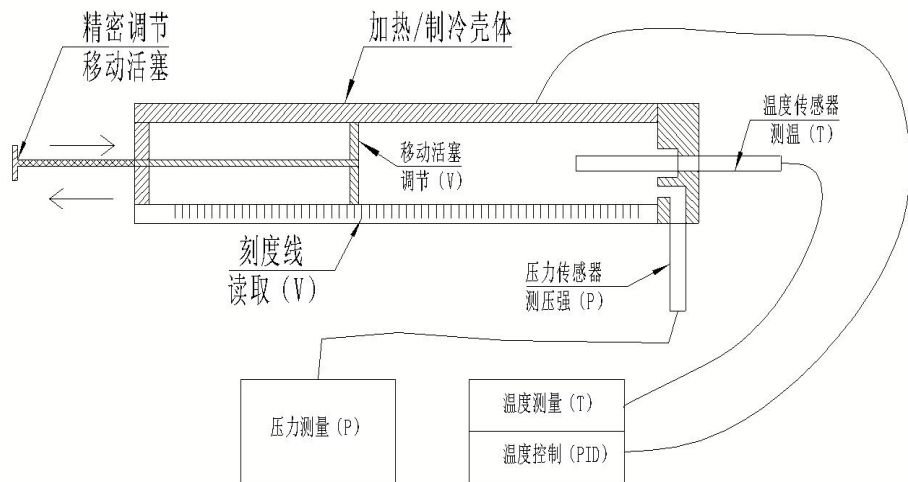 精密调节
移动活塞
加热/制冷壳体
温度传感器
测温(T)
移动活塞
调节(V)
刻度线
读取(V)
压力传感器
测压强(P)
压力测量(P)
温度测量(T)
温度控制(PID)